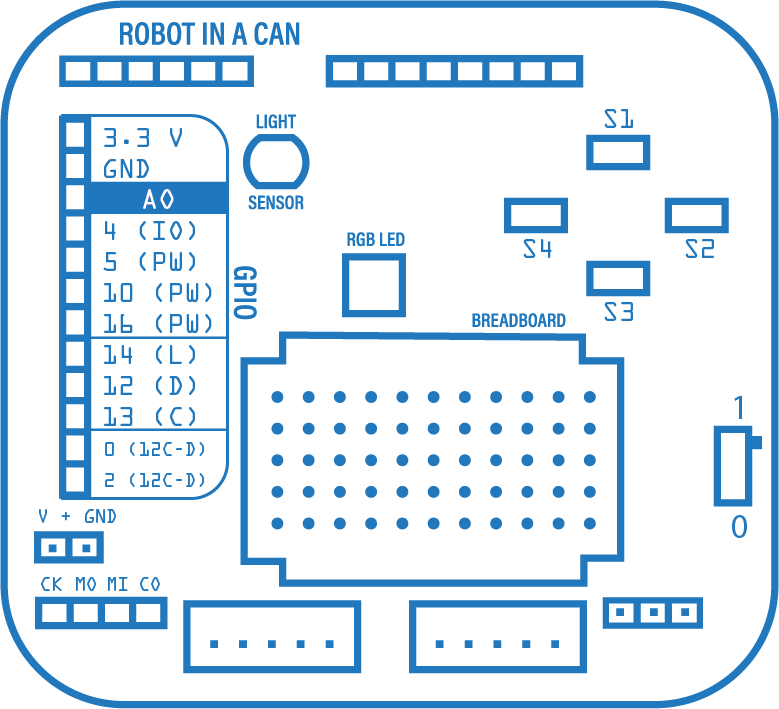 ROBOT IN A CAN
LIGHT
SENSOR
S1
S4
S2
S3
RGB LED
3.3 V
GND
A0
4 (IO)
5 (PW)
10 (PW)
16 (PW)
14 (L)
12 (D)
13 (C)
0 (12C-D)
2 (12C-D)
GPIO
BREADBOARD
1
0
V + GND
CK MO MI CO